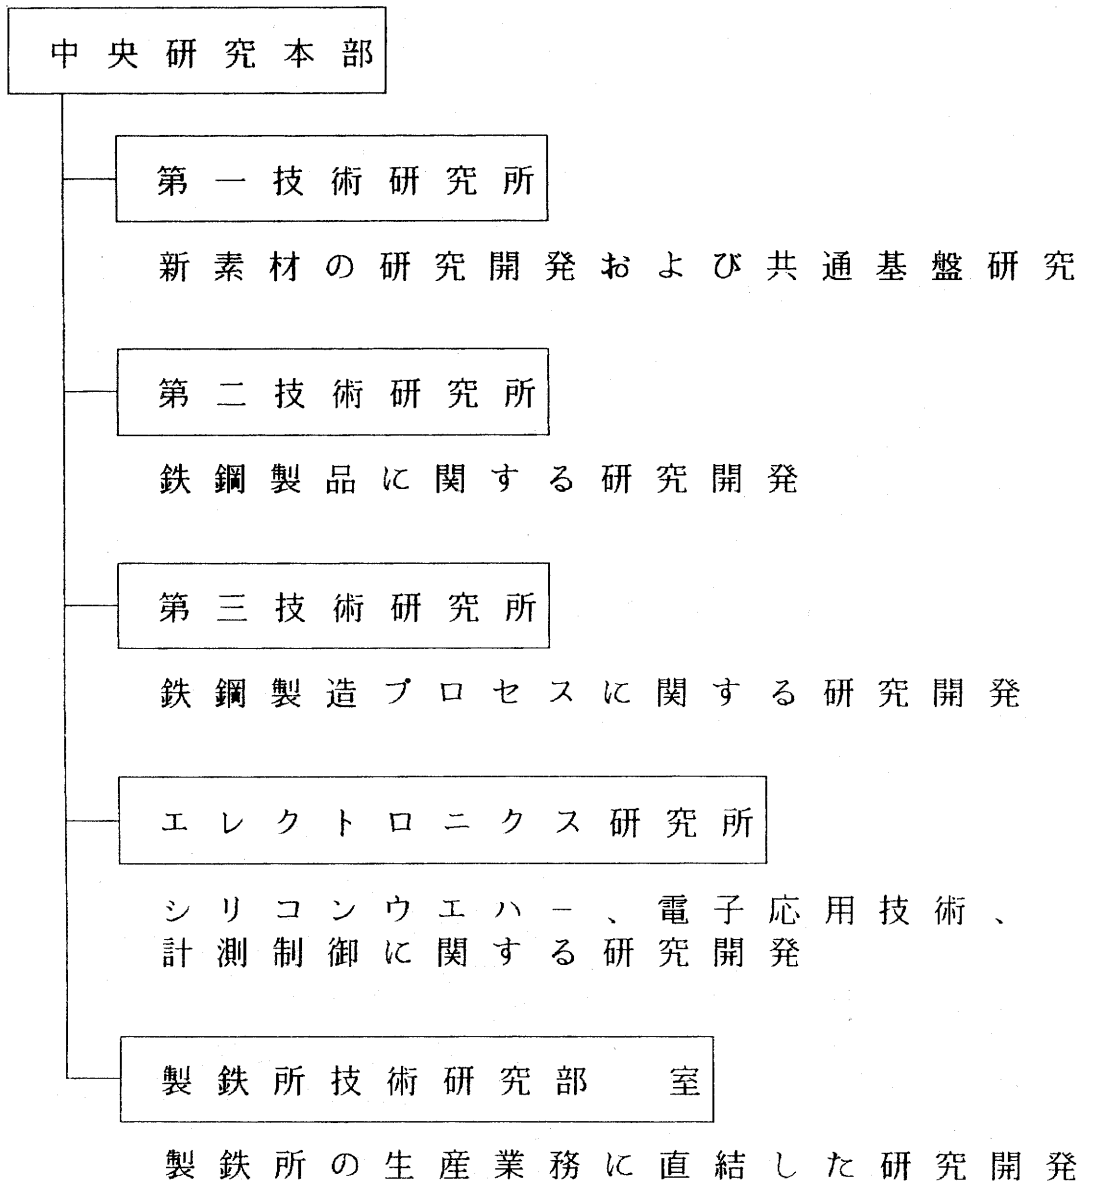 中央研究本部
第一技術研究所
新素材の研究開発および共通基盤研究
第二技術研究所
鉄鋼製品に関する研究開発
第三技術研究所
鉄鋼製造プロセスに関する研究開発
エレクトロニクス研究所
シリコンウエハー、電子応用技術、
計測制御に関する研究開発
製鉄所技術研究部　室
製鉄所の生産業務に直結した研究開発